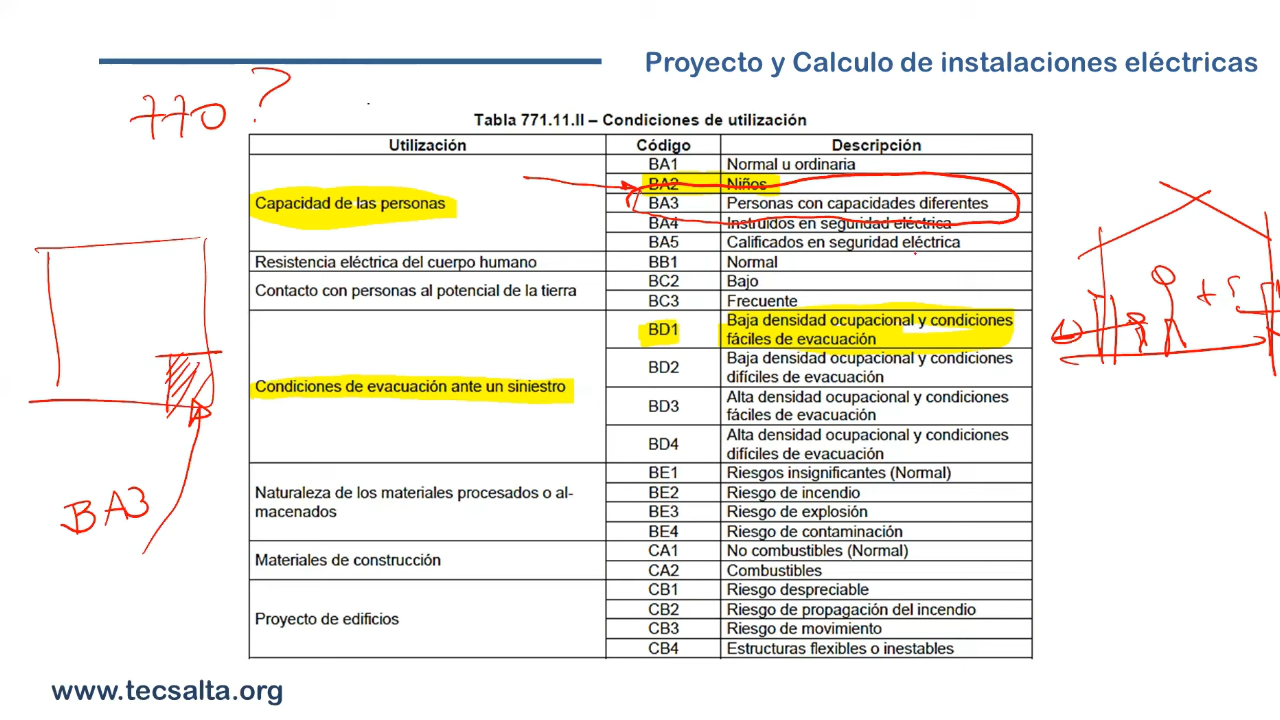 Proyecto y Calculo de instalaciones eléctricas
770 ?
Tabla 771.11.II – Condiciones de utilización
Utilización Código Descripción
Capacidad de las personas
BA1 Normal u ordinaria
BA2 Niños
BA3 Personas con capacidades diferentes
BA4 Instruidos en seguridad eléctrica
BA5 Calificados en seguridad eléctrica
Resistencia eléctrica del cuerpo humano BB1 Normal
Contacto con personas al potencial de la tierra
BC2 Bajo
BC3 Frecuente
Condiciones de evacuación ante un siniestro
BD1 Baja densidad ocupacional y condiciones
fáciles de evacuación
BD2 Baja densidad ocupacional y condiciones
difíciles de evacuación
BD3 Alta densidad ocupacional y condiciones
fáciles de evacuación
BD4 Alta densidad ocupacional y condiciones
difíciles de evacuación
Naturaleza de los materiales procesados o al-
macenados
BE1 Riesgos insignificantes (Normal)
BE2 Riesgo de incendio
BE3 Riesgo de explosión
BE4 Riesgo de contaminación
Materiales de construcción
CA1 No combustibles (Normal)
CA2 Combustibles
Proyecto de edificios
CB1 Riesgo despreciable
CB2 Riesgo de propagación del incendio
CB3 Riesgo de movimiento
CB4 Estructuras flexibles o inestables
BA3
www.tecsalta.org